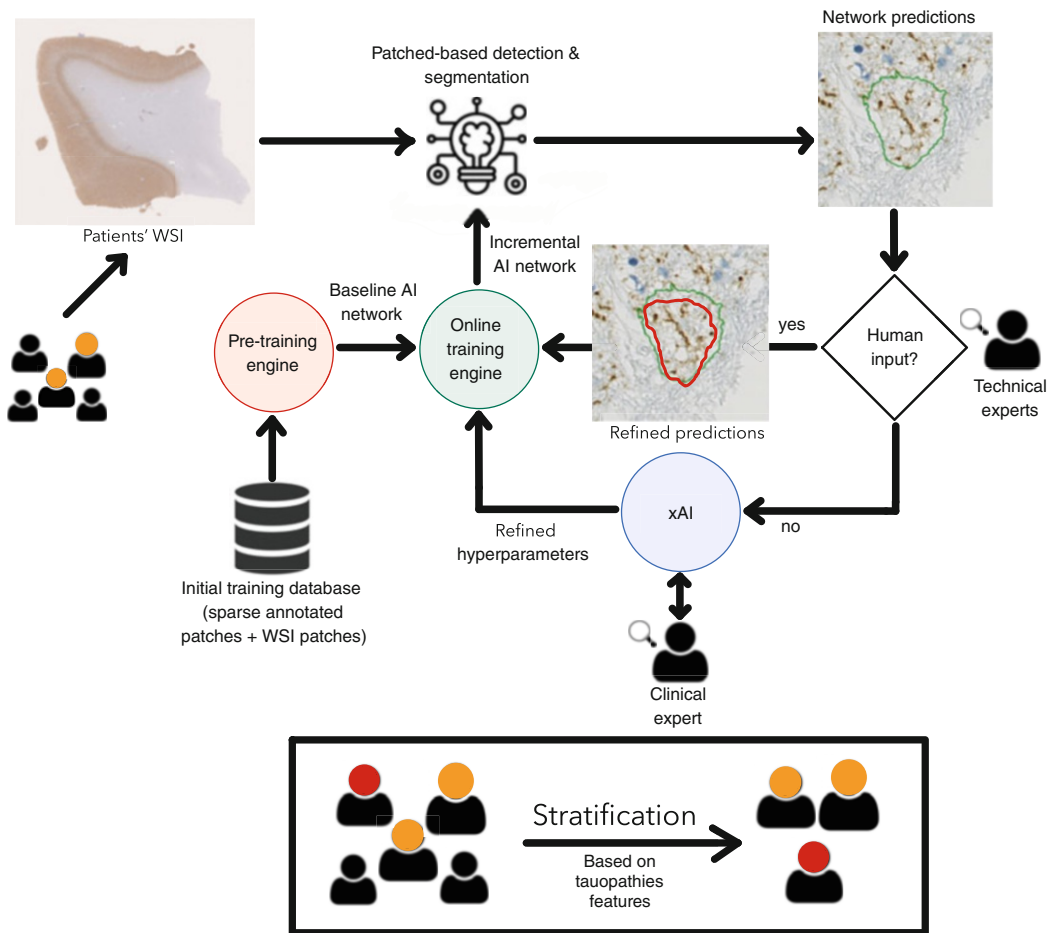 Network predictions
Patched-based detection &
segmentation
Patients’ WSI
Incremental
AI network
Baseline AI
network
Pre-training
engine
Online
training
engine
yes
Human
input?
Technical
experts
Refined predictions
xAI
no
Refined
hyperparameters
Initial training database
(sparse annotated
patches + WSI patches)
Clinical
expert
Stratification
Based on
tauopathies
features